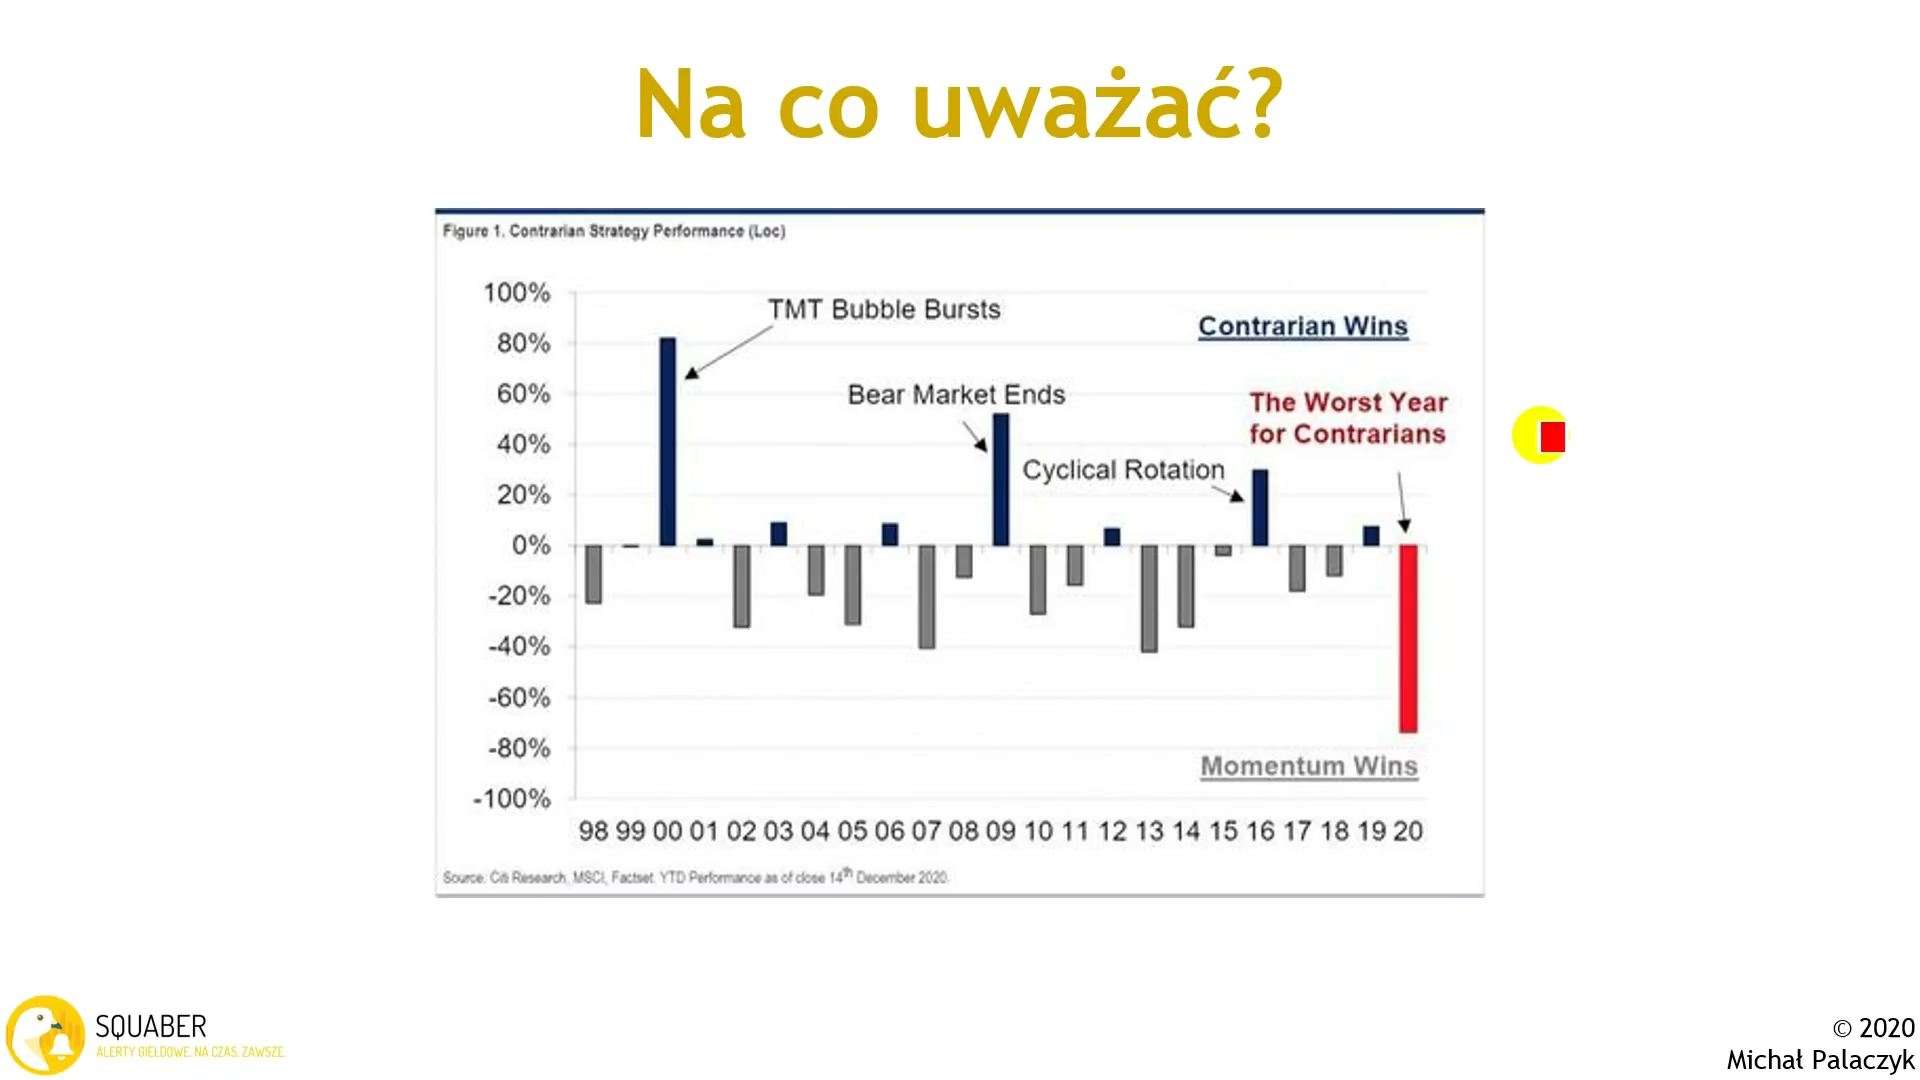 Na co uważać?
Figure 1. Contrarian Strategy Performance (Loc)
100%
80%
60%
40%
20%
0%
-20%
-40%
-60%
-80%
-100%
TMT Bubble Bursts
Bear Market Ends
Cyclical Rotation
Contrarian Wins
The Worst Year
for Contrarians
Momentum Wins
98 99 00 01 02 03 04 05 06 07 08 09 10 11 12 13 14 15 16 17 18 19 20
Source: Citi Research, MSCI, Factset. YTD Performance as of close 14th December 2020.
SQUABER
ALERTY GIEŁDOWE. NA CZAS. ZAWSZE.
© 2020
Michał Palaczyk